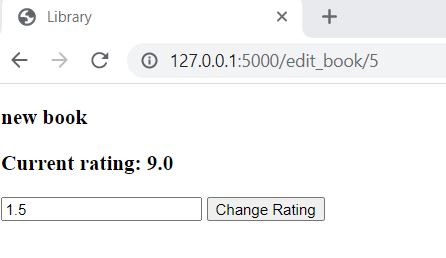 Library
127.0.0.1:5000/edit_book/5
new book
Current rating: 9.0
1.5 Change Rating